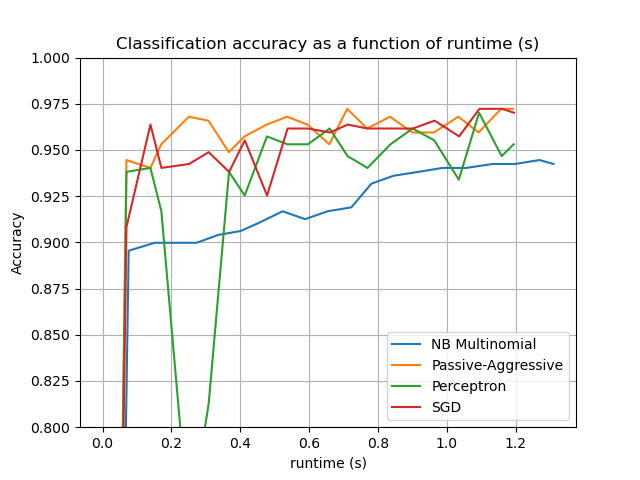 Classification accuracy as a function of runtime (s)
1.000
0.975
0.950
0.925
0.900
0.875
0.850
0.825
0.800
Accuracy
NB Multinomial
Passive-Aggressive
Perceptron
SGD
0.0 0.2 0.4 0.6 0.8 1.0 1.2
runtime (s)